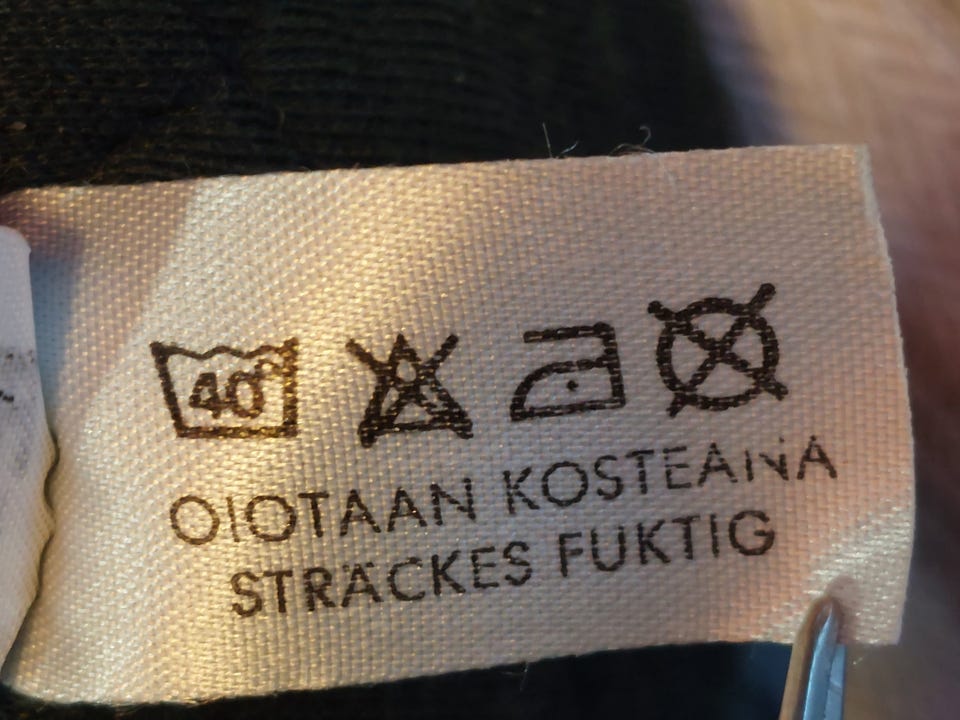 40°
OIOTAAN KOSTEANA
STRÄCKES FUKTIG